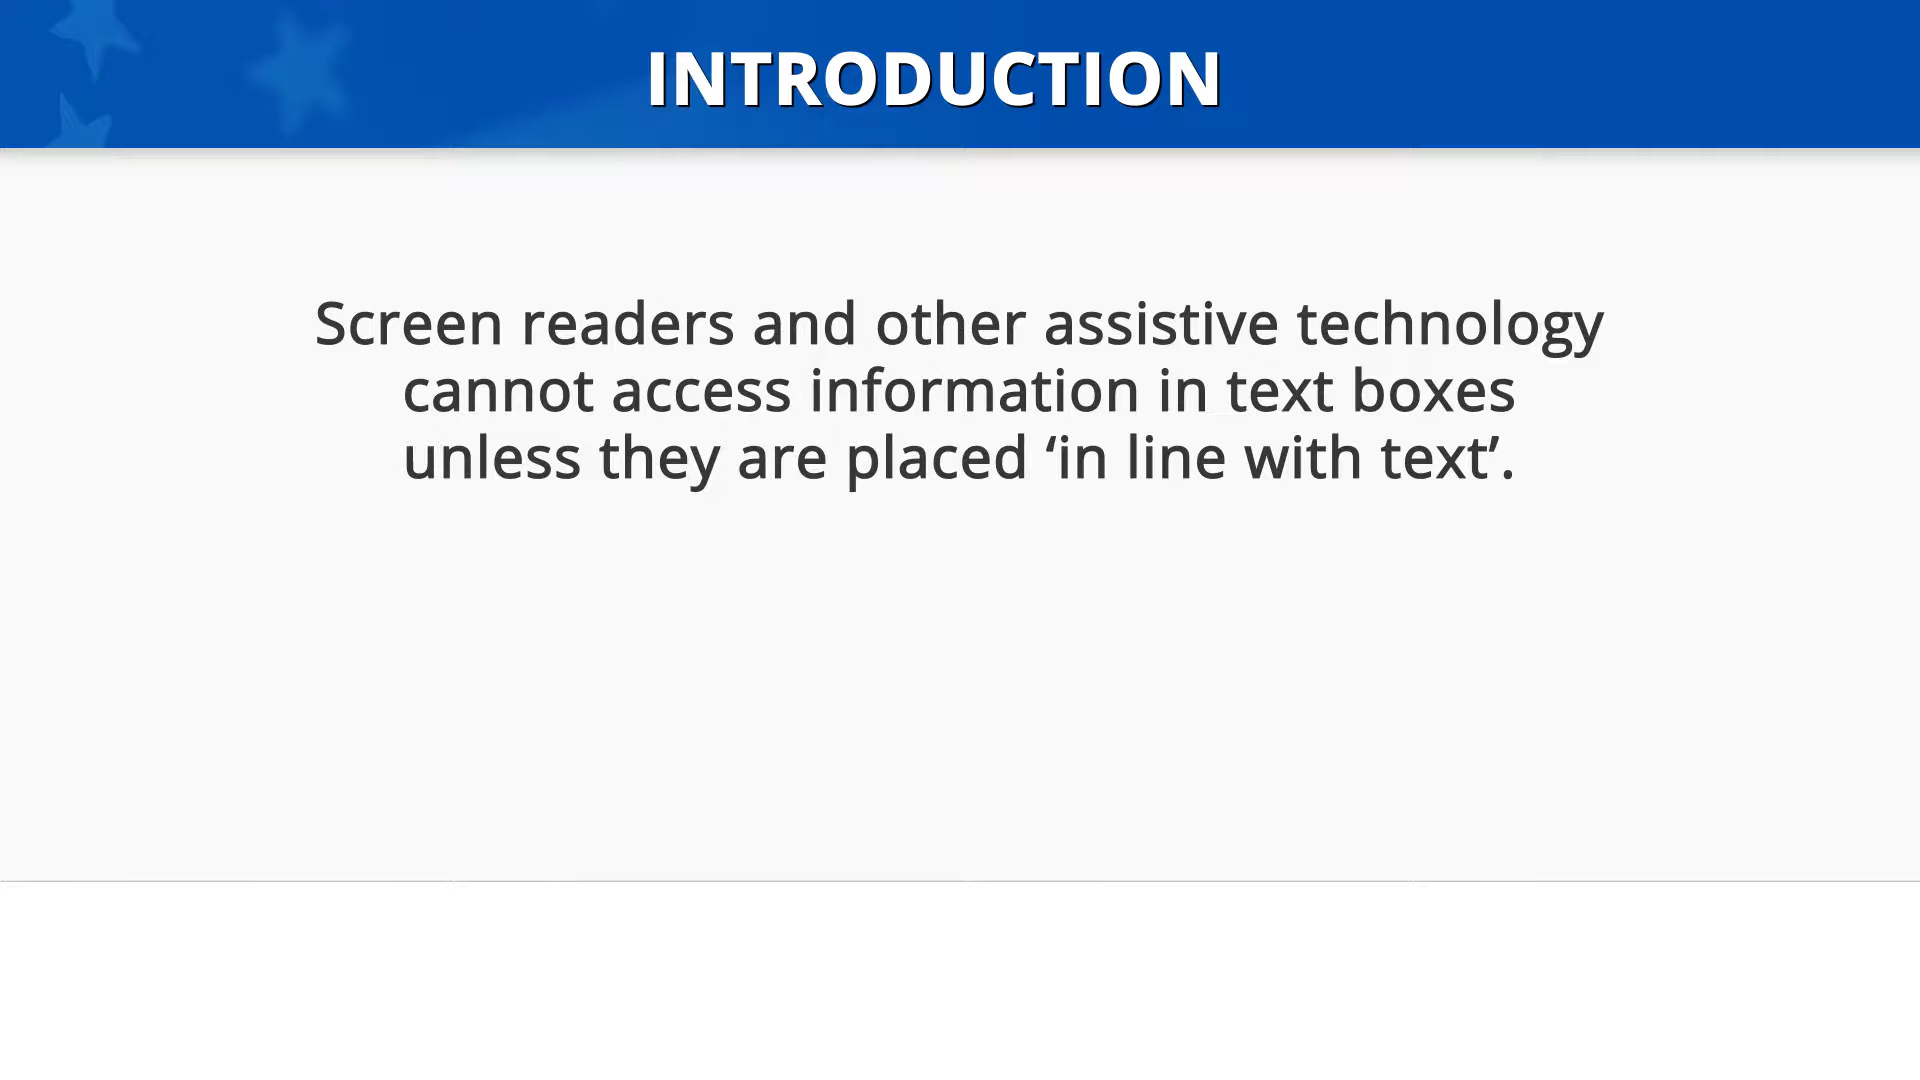 INTRODUCTION
Screen readers and other assistive technology
cannot access information in text boxes
unless they are placed ‘in line with text’.